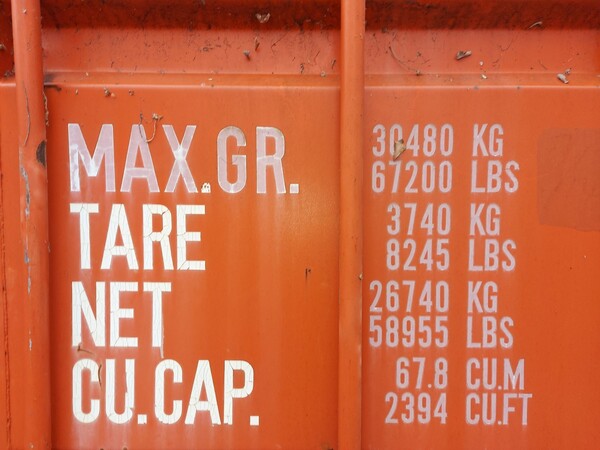 MAX.GR. 30480 KG
67200 LBS
TARE 3740 KG
8245 LBS
NET 26740 KG
58955 LBS
CU.CAP. 67.8 CU.M
2394 CU.FT